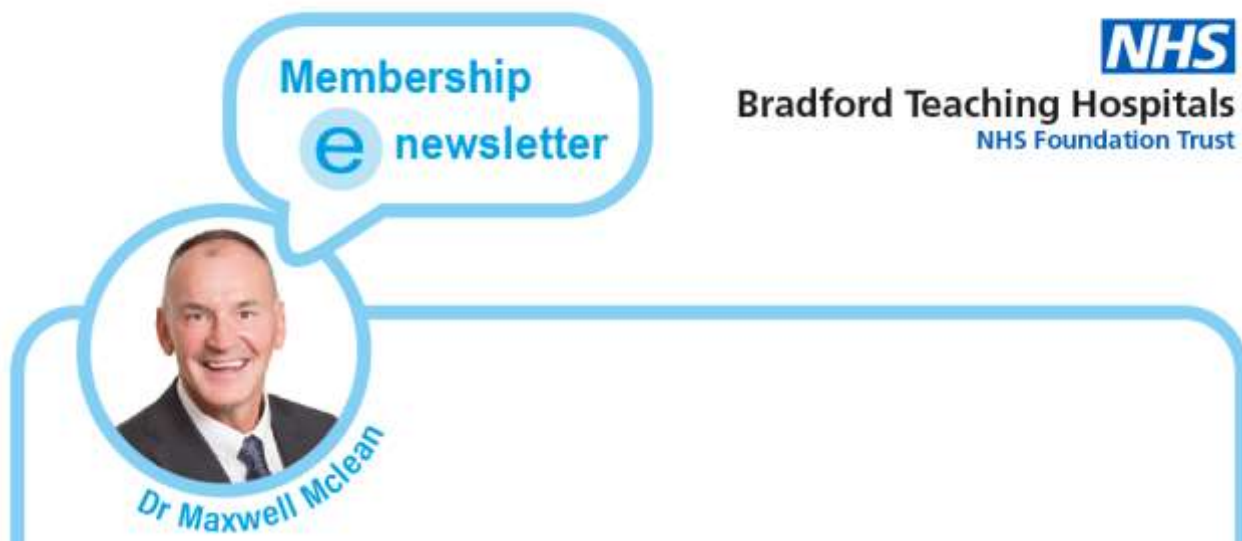 Membership
e newsletter
NHS
Bradford Teaching Hospitals
NHS Foundation Trust
Dr Maxwell Mclean